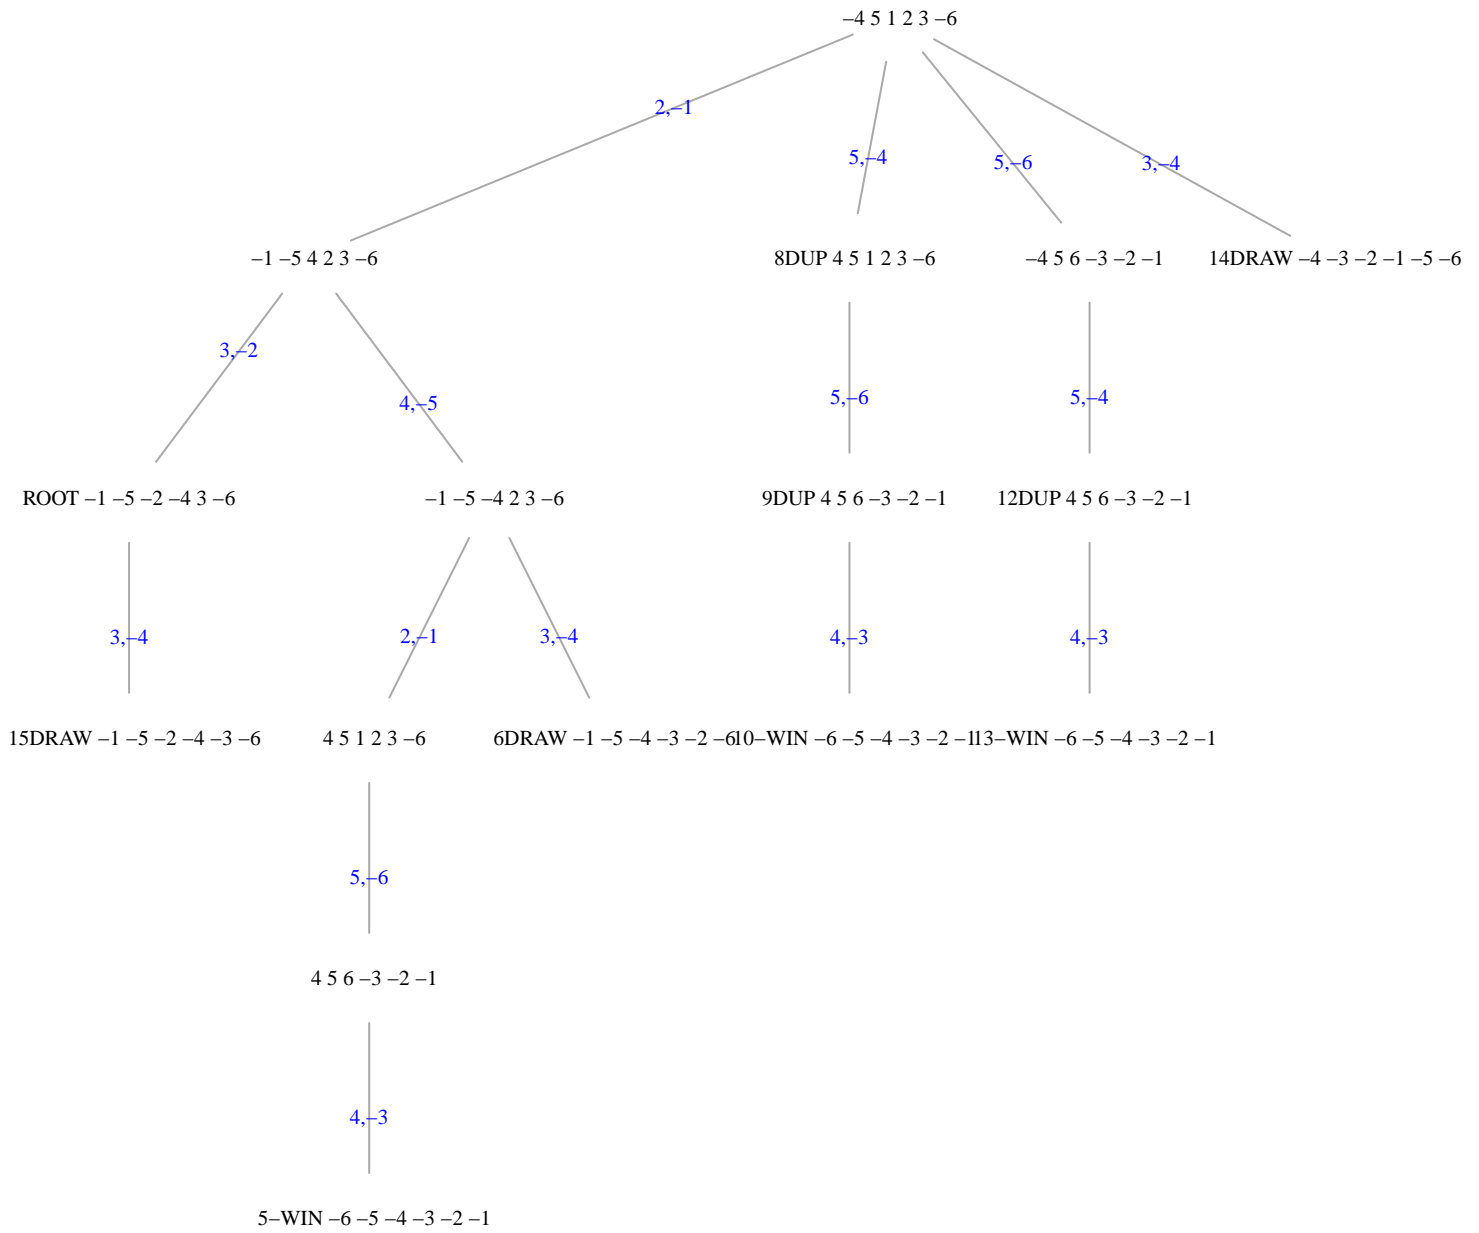 –4 5 1 2 3 –6
2,–1
5,–4
5,–6
3,–4
–1 –5 4 2 3 –6
8DUP 4 5 1 2 3 –6
–4 5 6 –3 –2 –1
14DRAW –4 –3 –2 –1 –5 –6
3,–2
4,–5
5,–6
5,–4
ROOT –1 –5 –2 –4 3 –6
–1 –5 –4 2 3 –6
9DUP 4 5 6 –3 –2 –1
12DUP 4 5 6 –3 –2 –1
3,–4
2,–1
3,–4
4,–3
4,–3
15DRAW –1 –5 –2 –4 –3 –6
4 5 1 2 3 –6
6DRAW –1 –5 –4 –3 –2 –6
10–WIN –6 –5 –4 –3 –2 –1
13–WIN –6 –5 –4 –3 –2 –1
5,–6
4 5 6 –3 –2 –1
4,–3
5–WIN –6 –5 –4 –3 –2 –1